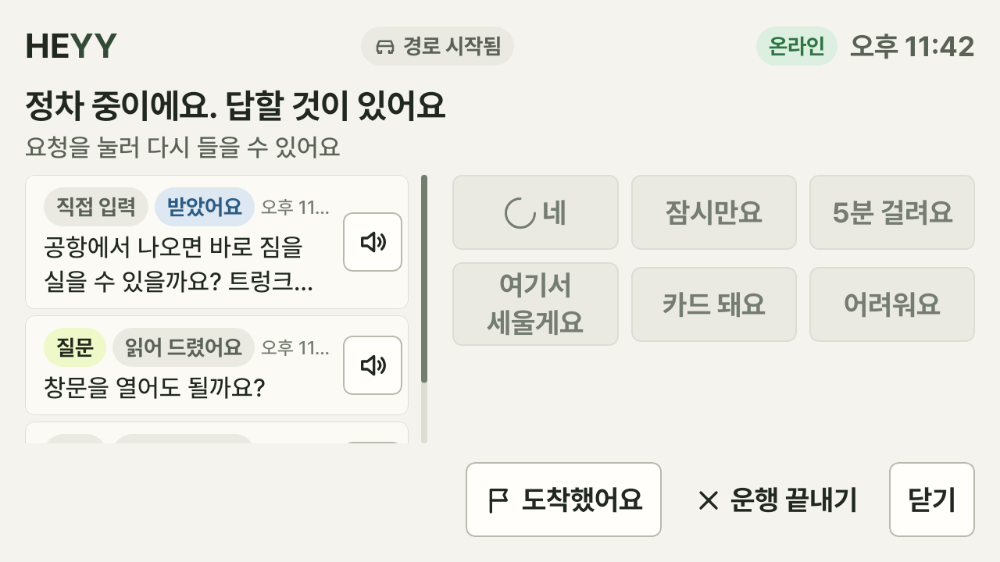 HEYY
경로 시작됨
온라인 오후 11:42
정차 중이에요. 답할 것이 있어요
요청을 눌러 다시 들을 수 있어요
직접 입력 받았어요 오후 11...
공항에서 나오면 바로 짐을
실을 수 있을까요? 트렁크...
질문 읽어 드렸어요 오후 11...
창문을 열어도 될까요?
네
잠시만요
5분 걸려요
여기서
세울게요
카드 돼요
어려워요
도착했어요
운행 끝내기
닫기